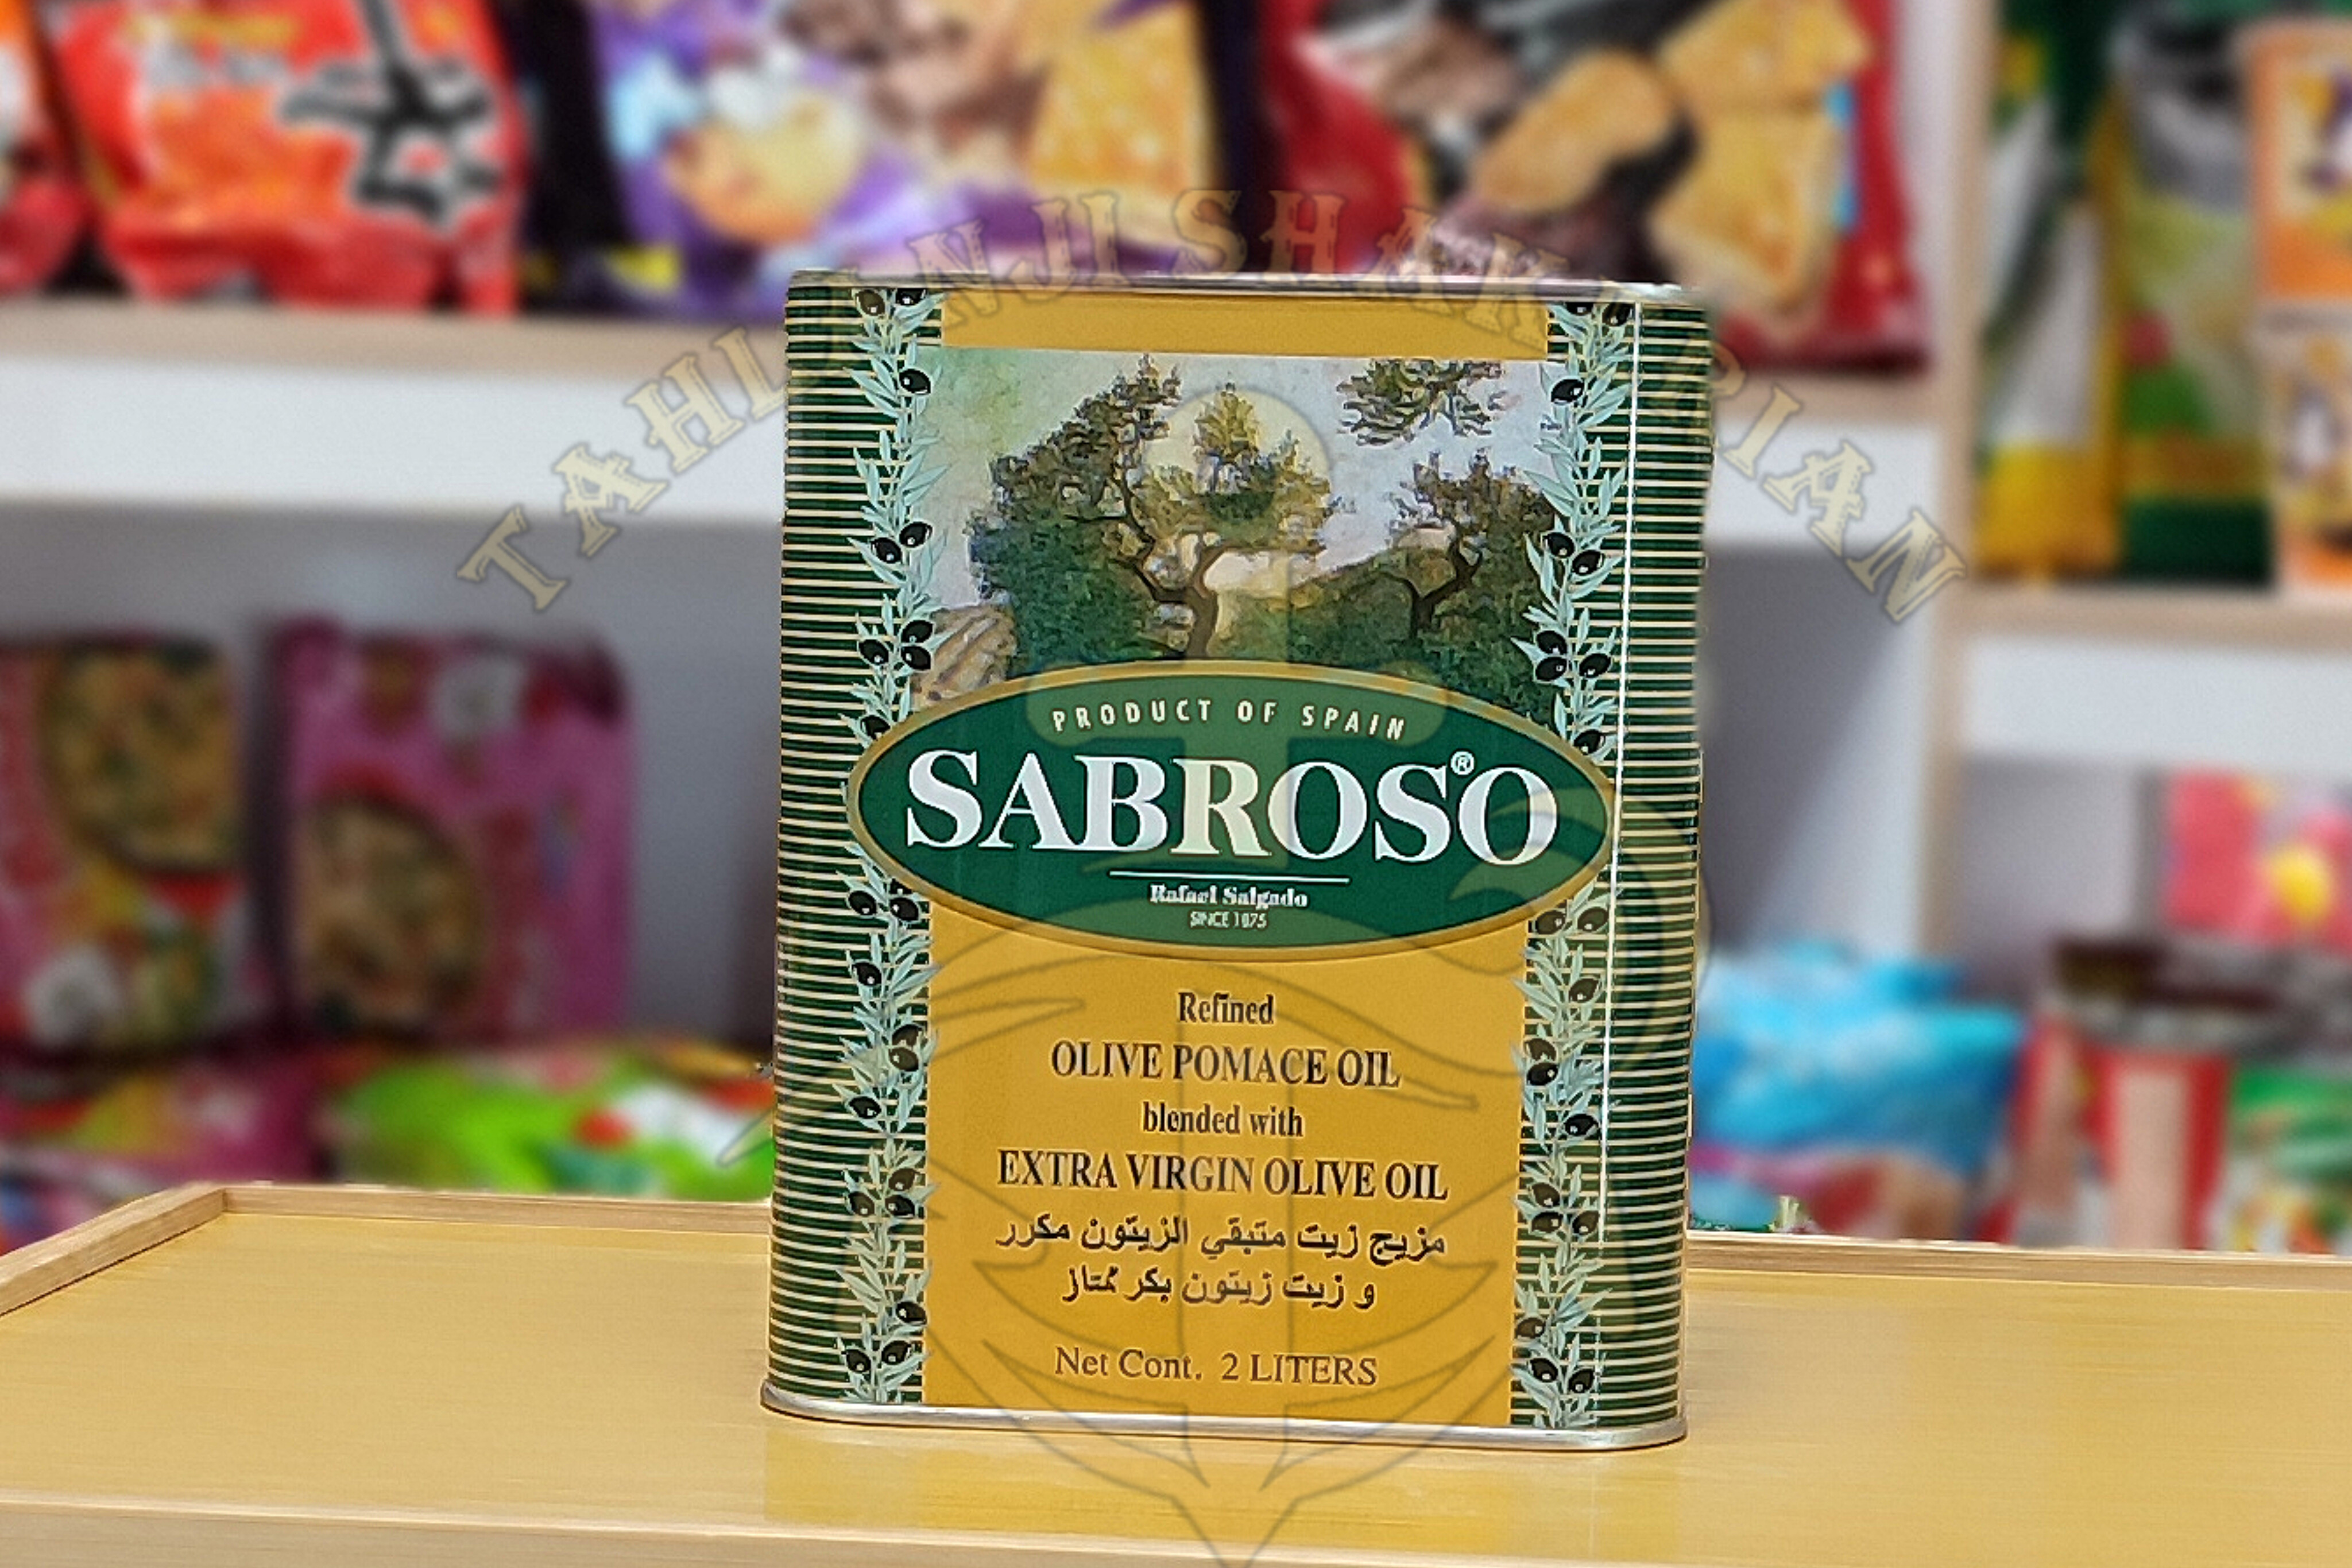 PRODUCT OF SPAIN
SABROSO®
Rafael Salgado
SINCE 1875
Refined
OLIVE POMACE OIL
blended with
EXTRA VIRGIN OLIVE OIL
مزيج زيت متبقي الزيتون مكرر
و زيت زيتون بكر ممتاز
Net Cont. 2 LITERS